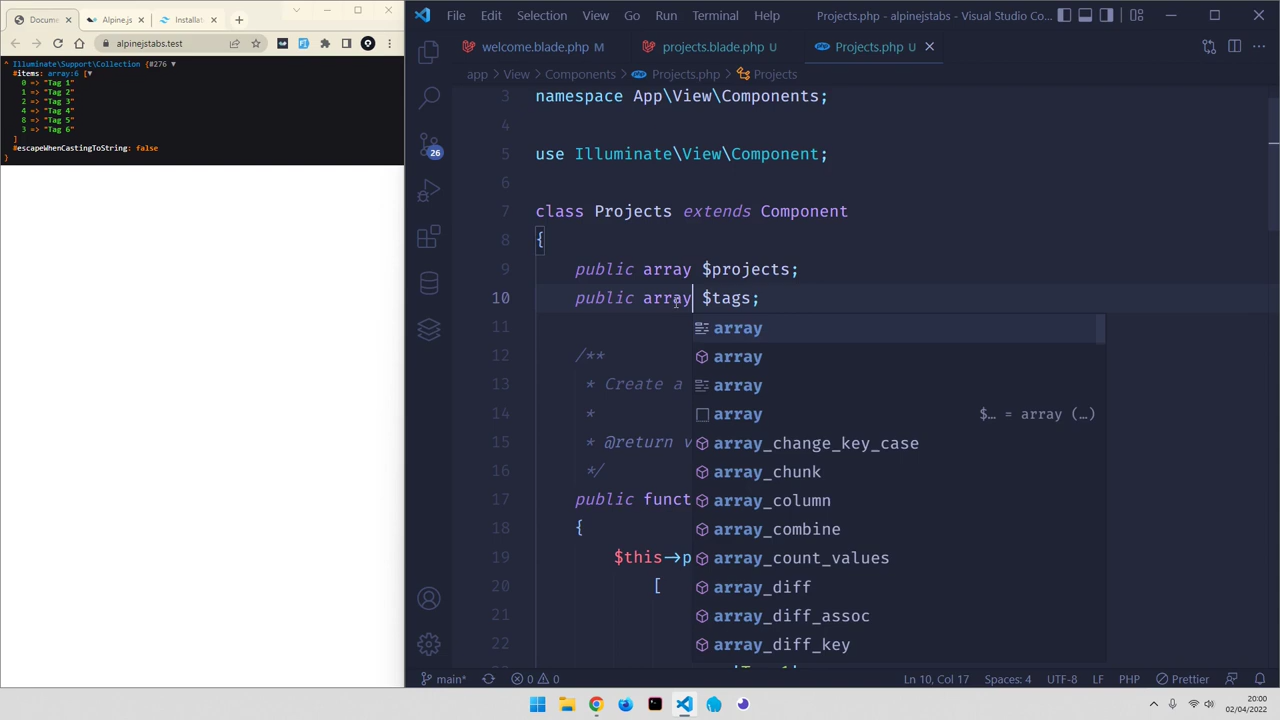 Docume
Alpine.js
Installat
alpinejstabs.test
^ Illuminate\Support\Collection {#276 ▼
#items: array:6 [▼
0 => "Tag 1"
1 => "Tag 2"
2 => "Tag 3"
4 => "Tag 4"
8 => "Tag 5"
3 => "Tag 6"
]
#escapeWhenCastingToString: false
}
File Edit Selection View Go Run Terminal Help
Projects.php - alpinejstabs - Visual Studio Co...
welcome.blade.php M
projects.blade.php U
Projects.php U
app > View > Components > Projects.php > Projects
3 namespace App\View\Components;
4
5 use Illuminate\View\Component;
6
7 class Projects extends Component
8 {
9 public array $projects;
10 public array $tags;
11
12 /**
13 * Create a
14 *
15 * @return v
16 */
17 public funct
18 {
19 $this->p
20 [
21
22
array
array
array
array $… = array (…)
array_change_key_case
array_chunk
array_column
array_combine
array_count_values
array_diff
array_diff_assoc
array_diff_key
26
main* 0 0
Ln 10, Col 17 Spaces: 4 UTF-8 LF PHP Prettier
20:00
02/04/2022